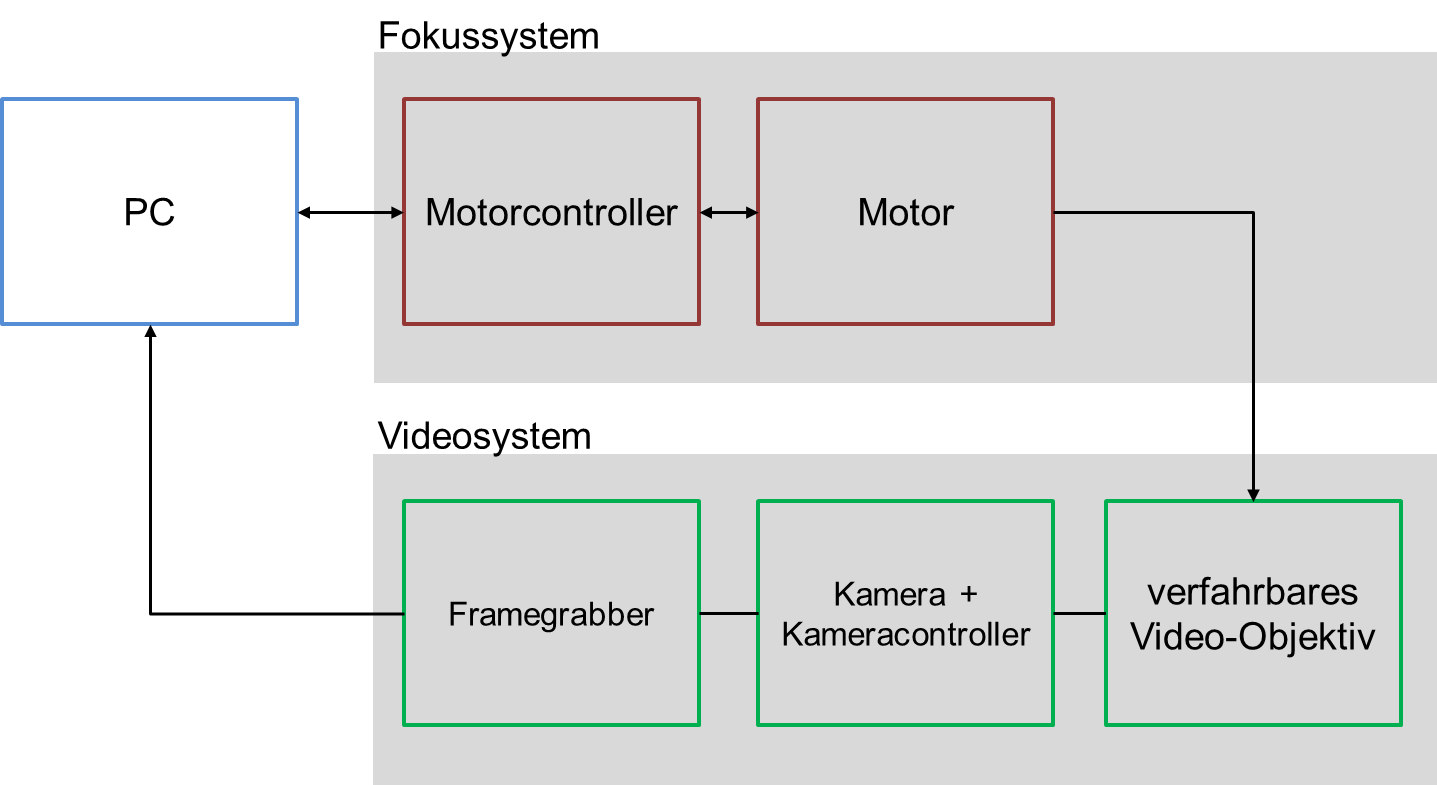 Fokussystem
PC
Motorcontroller
Motor
Videosystem
Framegrabber
Kamera +
Kameracontroller
verfahrbares
Video-Objektiv